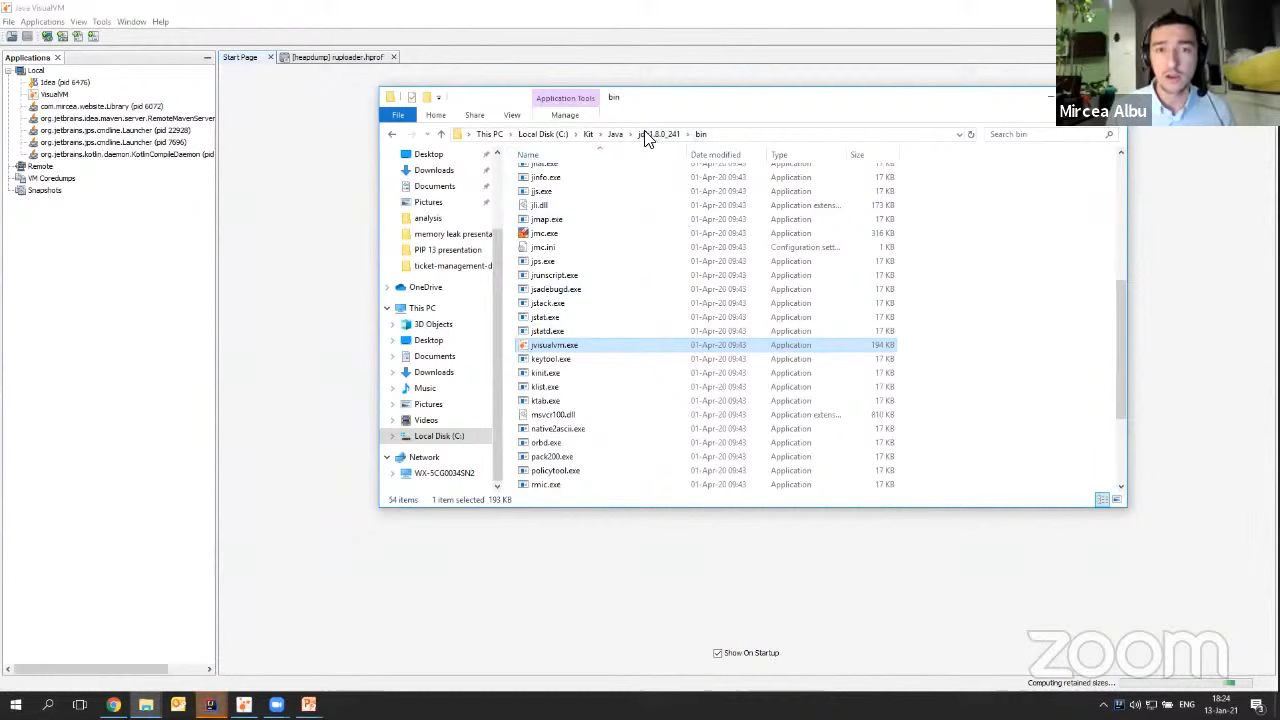 Java VisualVM
File Applications View Tools Window Help
Applications
Start Page
[heapdump] ruploader.hprof
Local
Idea (pid 6476)
VisualVM
com.mircea.website.Library (pid 6072)
org.jetbrains.idea.maven.server.RemoteMavenServer
org.jetbrains.jps.cmdline.Launcher (pid 22928)
org.jetbrains.jps.cmdline.Launcher (pid 7696)
org.jetbrains.kotlin.daemon.KotlinCompileDaemon (pid
Remote
VM Coredumps
Snapshots
Application Tools
bin
File Home Share View Manage
This PC > Local Disk (C:) > Kit > Java > 1.8.0_241 > bin
Search bin
Name Date modified Type Size
Desktop
Downloads
Documents
Pictures
analysis
memory leak presenta
PIP 13 presentation
ticket-management-d
OneDrive
This PC
3D Objects
Desktop
Documents
Downloads
Music
Pictures
Videos
Local Disk (C:)
Network
WX-5CG0034SN2
jhat.exe 01-Apr-20 09:43 Application 17 KB
jinfo.exe 01-Apr-20 09:43 Application 17 KB
jjs.exe 01-Apr-20 09:43 Application 17 KB
jli.dll 01-Apr-20 09:43 Application extens... 173 KB
jmap.exe 01-Apr-20 09:43 Application 17 KB
jmc.exe 01-Apr-20 09:43 Application 316 KB
jmc.ini 01-Apr-20 09:43 Configuration sett... 1 KB
jps.exe 01-Apr-20 09:43 Application 17 KB
jrunscript.exe 01-Apr-20 09:43 Application 17 KB
jsadebugd.exe 01-Apr-20 09:43 Application 17 KB
jstack.exe 01-Apr-20 09:43 Application 17 KB
jstat.exe 01-Apr-20 09:43 Application 17 KB
jstatd.exe 01-Apr-20 09:43 Application 17 KB
jvisualvm.exe 01-Apr-20 09:43 Application 194 KB
keytool.exe 01-Apr-20 09:43 Application 17 KB
kinit.exe 01-Apr-20 09:43 Application 17 KB
klist.exe 01-Apr-20 09:43 Application 17 KB
ktab.exe 01-Apr-20 09:43 Application 17 KB
msvcr100.dll 01-Apr-20 09:43 Application extens... 810 KB
native2ascii.exe 01-Apr-20 09:43 Application 17 KB
orbd.exe 01-Apr-20 09:43 Application 17 KB
pack200.exe 01-Apr-20 09:43 Application 17 KB
policytool.exe 01-Apr-20 09:43 Application 17 KB
rmic.exe 01-Apr-20 09:43 Application 17 KB
54 items 1 item selected 193 KB
Mircea Albu
Show On Startup
zoom
Computing retained sizes...
ENG
18:24
13-Jan-21